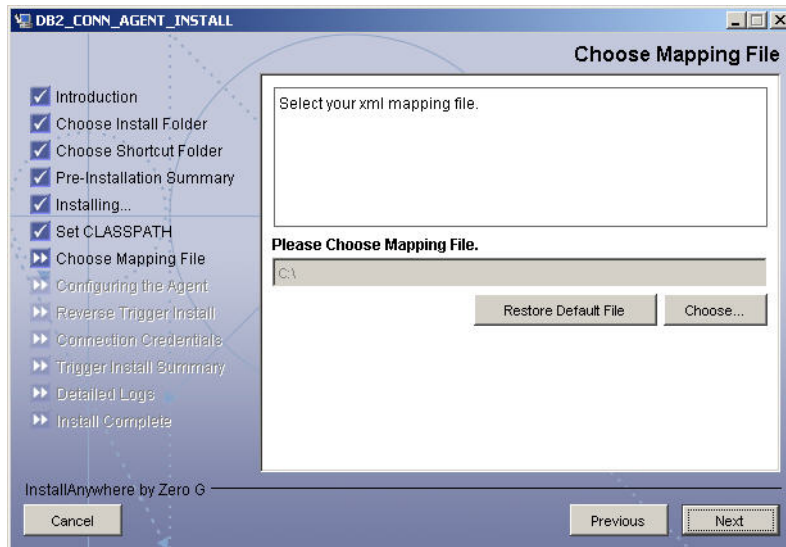 DB2_CONN_AGENT_INSTALL
Choose Mapping File
Introduction
Choose Install Folder
Choose Shortcut Folder
Pre-Installation Summary
Installing...
Set CLASSPATH
Choose Mapping File
Configuring the Agent
Reverse Trigger Install
Connection Credentials
Trigger Install Summary
Detailed Logs
Install Complete
Select your xml mapping file.
Please Choose Mapping File.
C:\
Restore Default File
Choose...
InstallAnywhere by Zero G
Cancel
Previous
Next